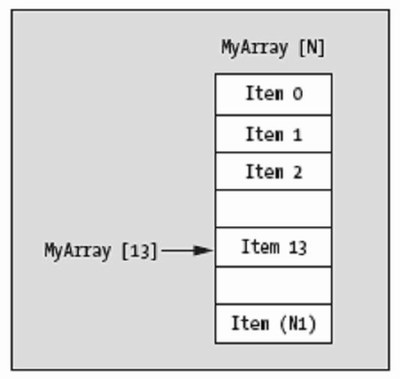 MyArray [N]
Item 0
Item 1
Item 2
MyArray [13]
Item 13
Item (N1)